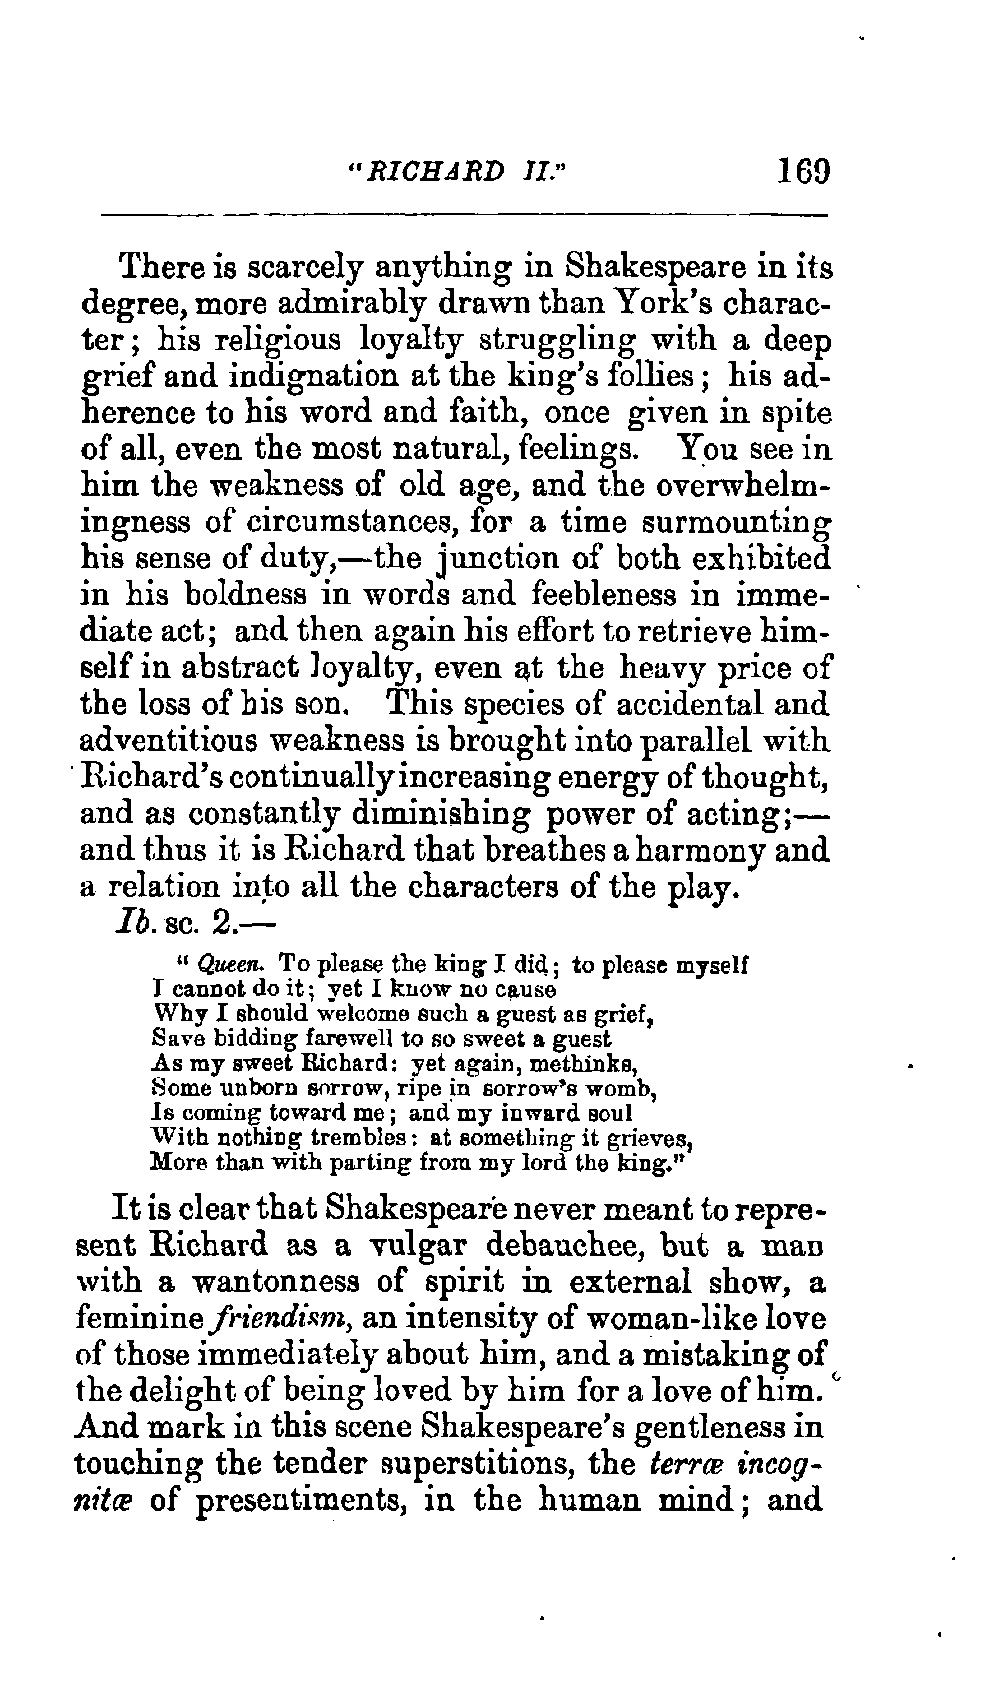 "RICHARD II." 169
There is scarcely anything in Shakespeare in its
degree, more admirably drawn than York's charac-
ter; his religious loyalty struggling with a deep
grief and indignation at the king's follies; his ad-
herence to his word and faith, once given in spite
of all, even the most natural, feelings. You see in
him the weakness of old age, and the overwhelm-
ingness of circumstances, for a time surmounting
his sense of duty,—the junction of both exhibited
in his boldness in words and feebleness in imme-
diate act; and then again his effort to retrieve him-
self in abstract loyalty, even at the heavy price of
the loss of his son. This species of accidental and
adventitious weakness is brought into parallel with
Richard's continually increasing energy of thought,
and as constantly diminishing power of acting;—
and thus it is Richard that breathes a harmony and
a relation into all the characters of the play.
Ib. sc. 2.—
"Queen. To please the king I did; to please myself
I cannot do it; yet I know no cause
Why I should welcome such a guest as grief,
Save bidding farewell to so sweet a guest
As my sweet Richard: yet again, methinks,
Some unborn sorrow, ripe in sorrow's womb,
Is coming toward me; and my inward soul
With nothing trembles: at something it grieves,
More than with parting from my lord the king."
It is clear that Shakespeare never meant to repre-
sent Richard as a vulgar debauchee, but a man
with a wantonness of spirit in external show, a
feminine friendism, an intensity of woman-like love
of those immediately about him, and a mistaking of
the delight of being loved by him for a love of him.
And mark in this scene Shakespeare's gentleness in
touching the tender superstitions, the terræ incog-
nitæ of presentiments, in the human mind; and